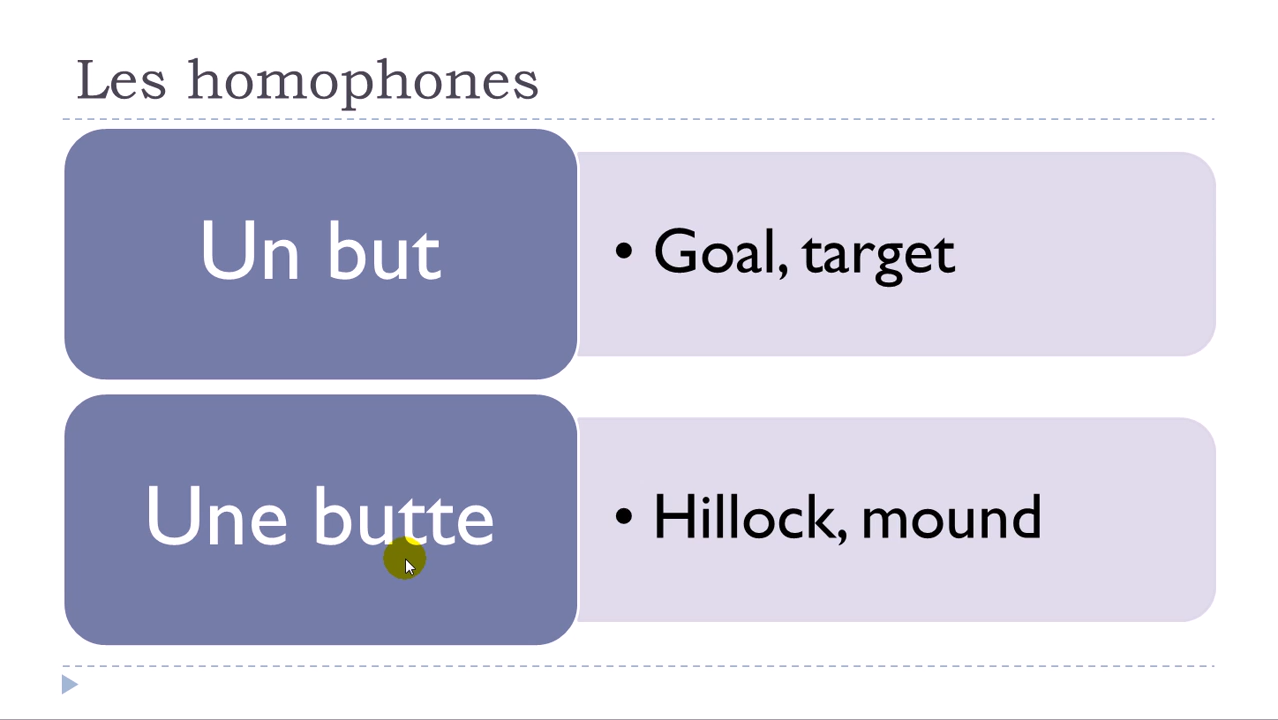 Les homophones
Un but
• Goal, target
Une butte
• Hillock, mound